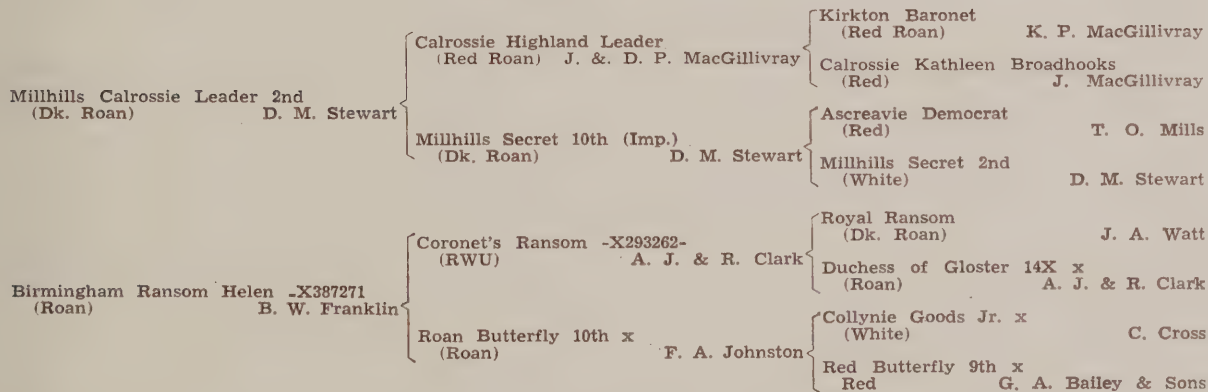 Millhills Calrossie Leader 2nd
(Dk. Roan) D. M. Stewart
Calrossie Highland Leader
(Red Roan) J. &. D. P. MacGillivray
Kirkton Baronet
(Red Roan) K. P. MacGillivray
Calrossie Kathleen Broadhooks
(Red) J. MacGillivray
Millhills Secret 10th (Imp.)
(Dk. Roan) D. M. Stewart
Ascreavie Democrat
(Red) T. O. Mills
Millhills Secret 2nd
(White) D. M. Stewart
Birmingham Ransom Helen -X387271
(Roan) B. W. Franklin
Coronet's Ransom -X293262-
(RWU) A. J. & R. Clark
Royal Ransom
(Dk. Roan) J. A. Watt
Duchess of Gloster 14X x
(Roan) A. J. & R. Clark
Roan Butterfly 10th x
(Roan) F. A. Johnston
Collynie Goods Jr. x
(White) C. Cross
Red Butterfly 9th x
Red G. A. Bailey & Sons